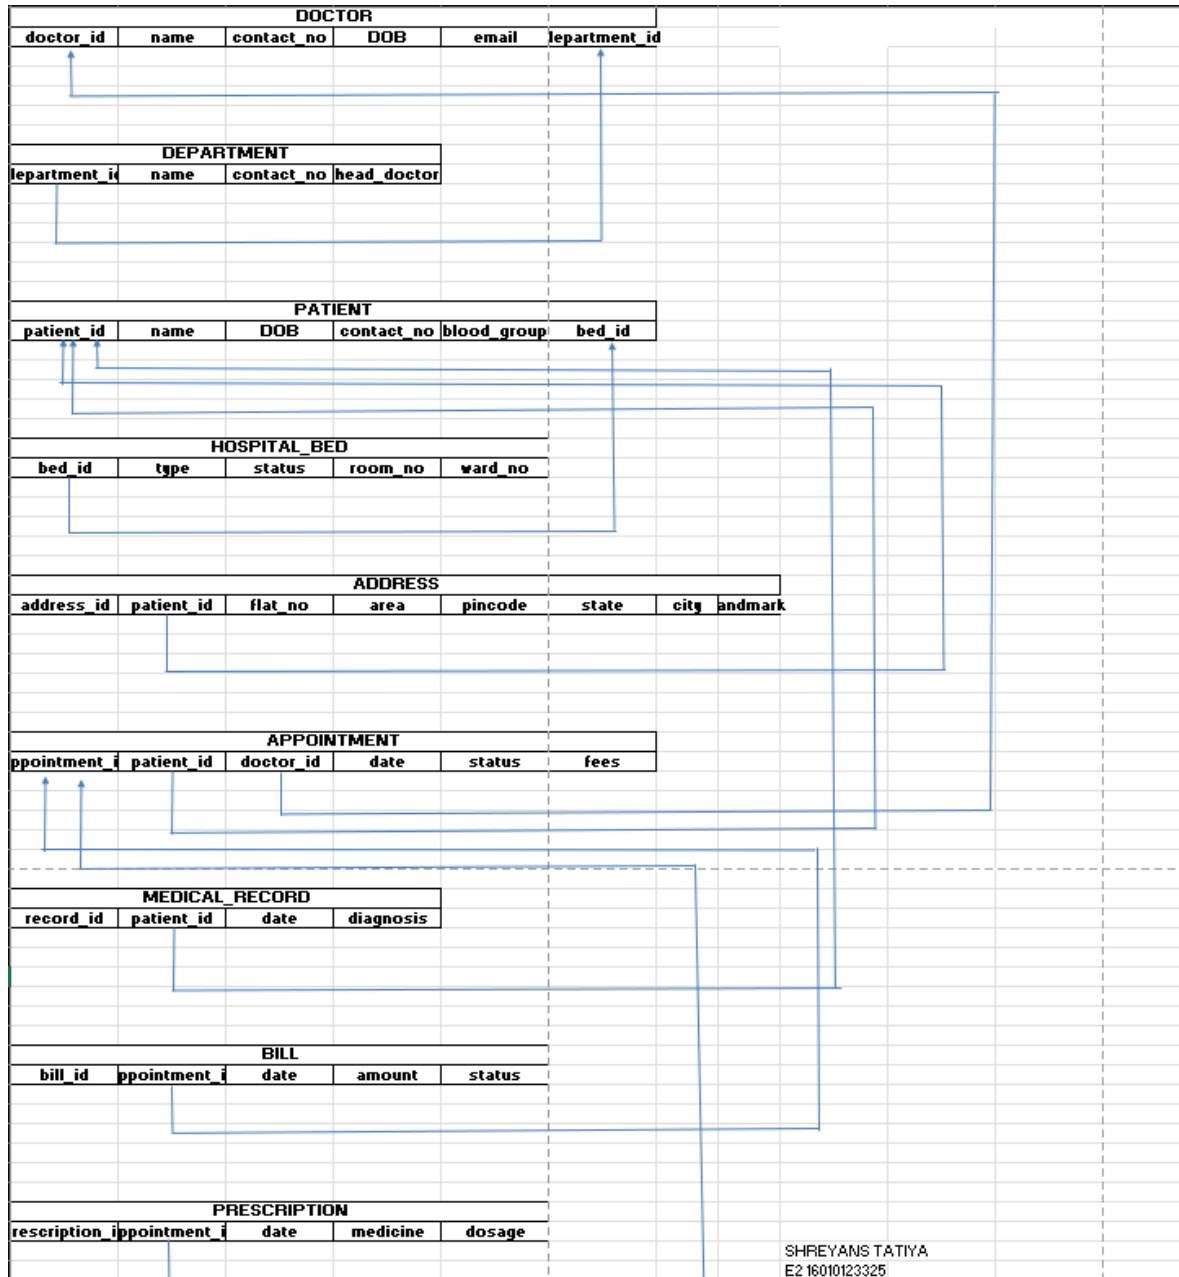 DOCTOR
doctor_id name contact_no DOB email lepartment_id
DEPARTMENT
lepartment_id name contact_no head_doctor
PATIENT
patient_id name DOB contact_no blood_group bed_id
HOSPITAL_BED
bed_id type status room_no ward_no
ADDRESS
address_id patient_id flat_no area pincode state city andmark
APPOINTMENT
ppointment_i patient_id doctor_id date status fees
MEDICAL_RECORD
record_id patient_id date diagnosis
BILL
bill_id ppointment_i date amount status
PRESCRIPTION
rescription_i ppointment_i date medicine dosage
SHREYANS TATIYA
E2 16010123325